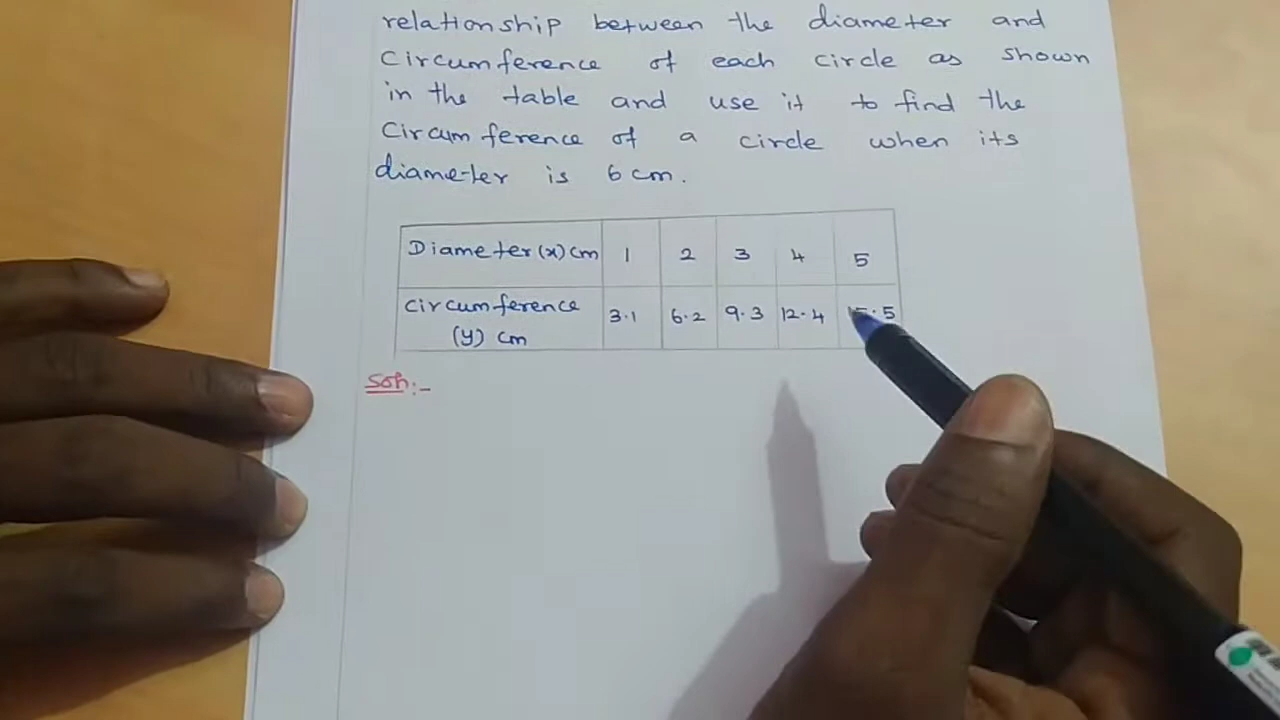 relationship between the diameter and
circumference of each circle as shown
in the table and use it to find the
circumference of a circle when its
diameter is 6 cm.
Diameter (x) cm 1 2 3 4 5
Circumference (y) cm 3.1 6.2 9.3 12.4 15.5
Soln:-